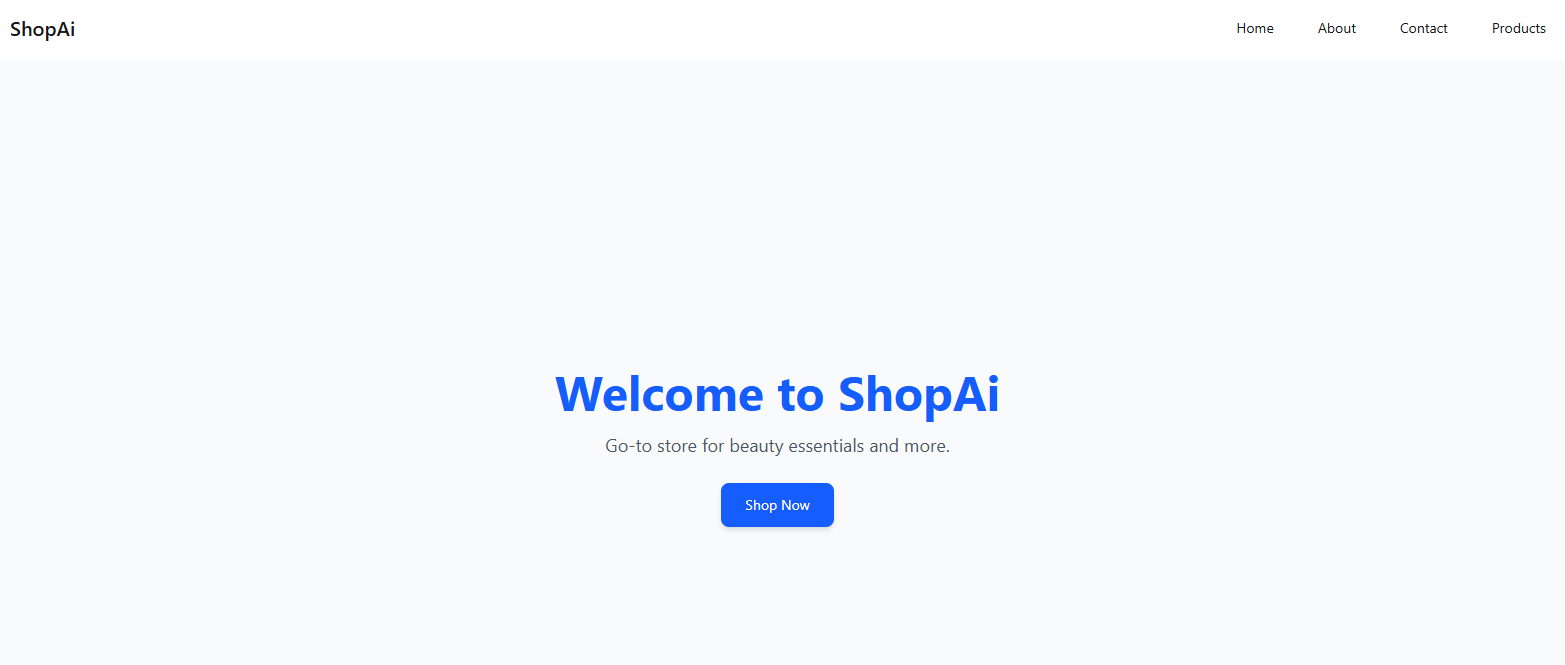 ShopAi
Home About Contact Products
Welcome to ShopAi
Go-to store for beauty essentials and more.
Shop Now